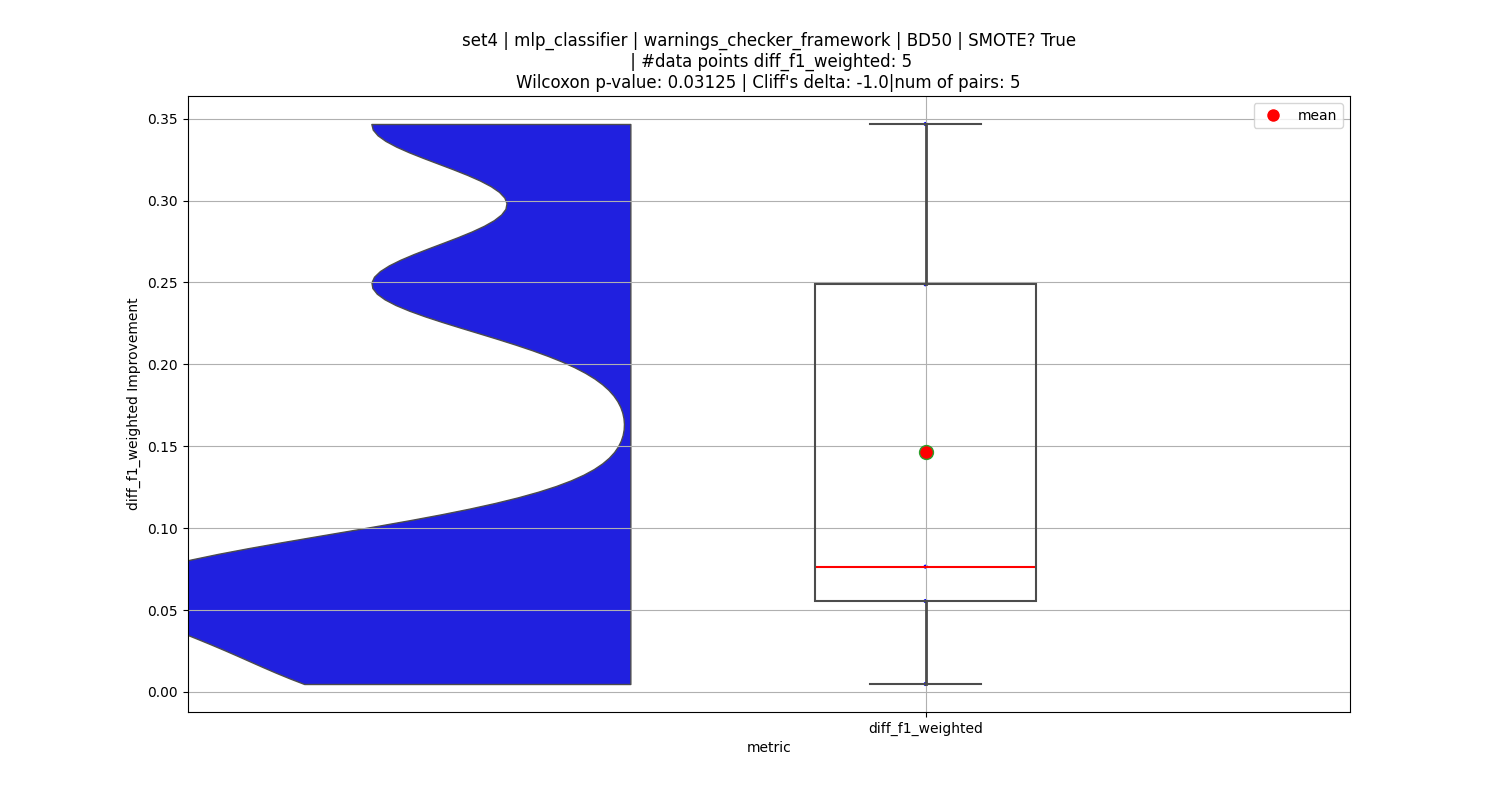 set4 | mlp_classifier | warnings_checker_framework | BD50 | SMOTE? True
| #data points diff_f1_weighted: 5
Wilcoxon p-value: 0.03125 | Cliff's delta: -1.0|num of pairs: 5
mean
0.35
0.30
0.25
0.20
0.15
0.10
0.05
0.00
diff_f1_weighted Improvement
diff_f1_weighted
metric